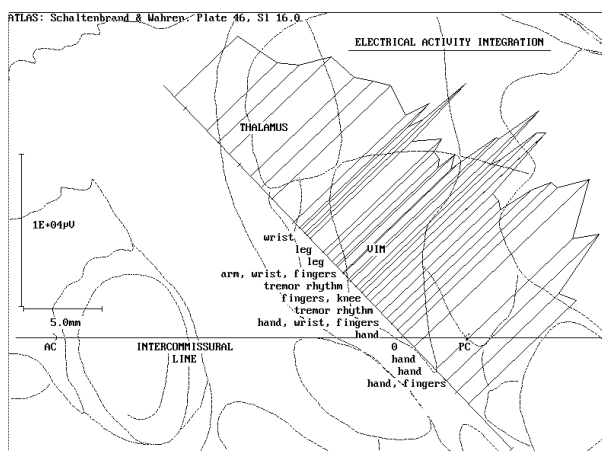 ATLAS: Schaltenbrand & Wahren. Plate 46, Sl 16.0
ELECTRICAL ACTIVITY INTEGRATION
THALAMUS
1E+04µV
wrist
leg
VIM
leg
arm, wrist, fingers
tremor rhythm
fingers, knee
tremor rhythm
hand, wrist, fingers
hand
5.0mm
AC
INTERCOMMISSURAL
LINE
0
PC
hand
hand
hand, fingers